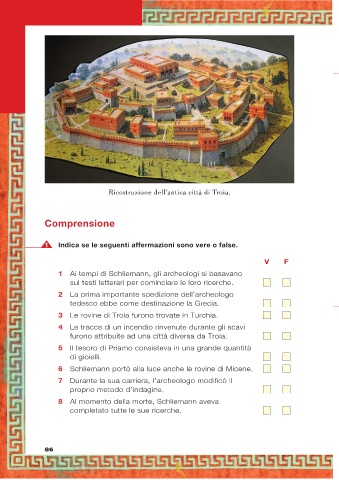 Ricostruzione dell'antica città di Troia.
Comprensione
1 Indica se le seguenti affermazioni sono vere o false.
V F
1 Ai tempi di Schliemann, gli archeologi si basavano
sui testi letterari per cominciare le loro ricerche.
2 La prima importante spedizione dell'archeologo
tedesco ebbe come destinazione la Grecia.
3 Le rovine di Troia furono trovate in Turchia.
4 Le tracce di un incendio rinvenute durante gli scavi
furono attribuite ad una città diversa da Troia.
5 Il tesoro di Priamo consisteva in una grande quantità
di gioielli.
6 Schliemann portò alla luce anche le rovine di Micene.
7 Durante la sua carriera, l'archeologo modificò il
proprio metodo d'indagine.
8 Al momento della morte, Schliemann aveva
completato tutte le sue ricerche.
86